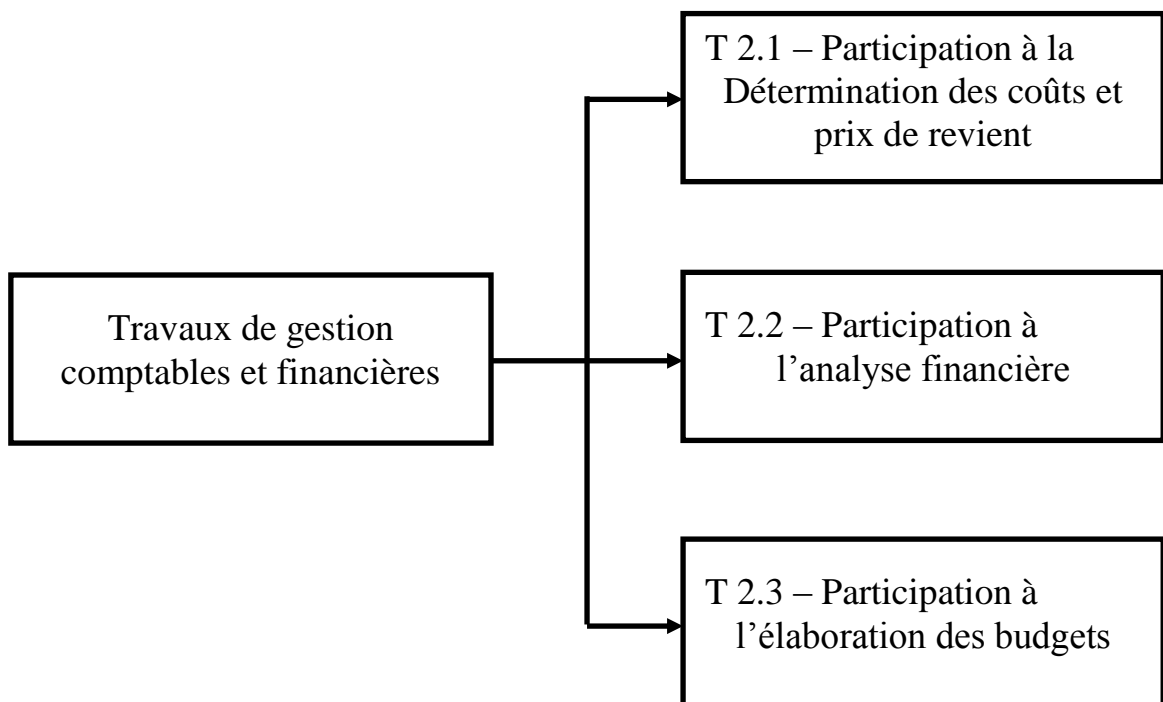 T 2.1 – Participation à la
Détermination des coûts et
prix de revient
Travaux de gestion
comptables et financières
T 2.2 – Participation à
l’analyse financière
T 2.3 – Participation à
l’élaboration des budgets